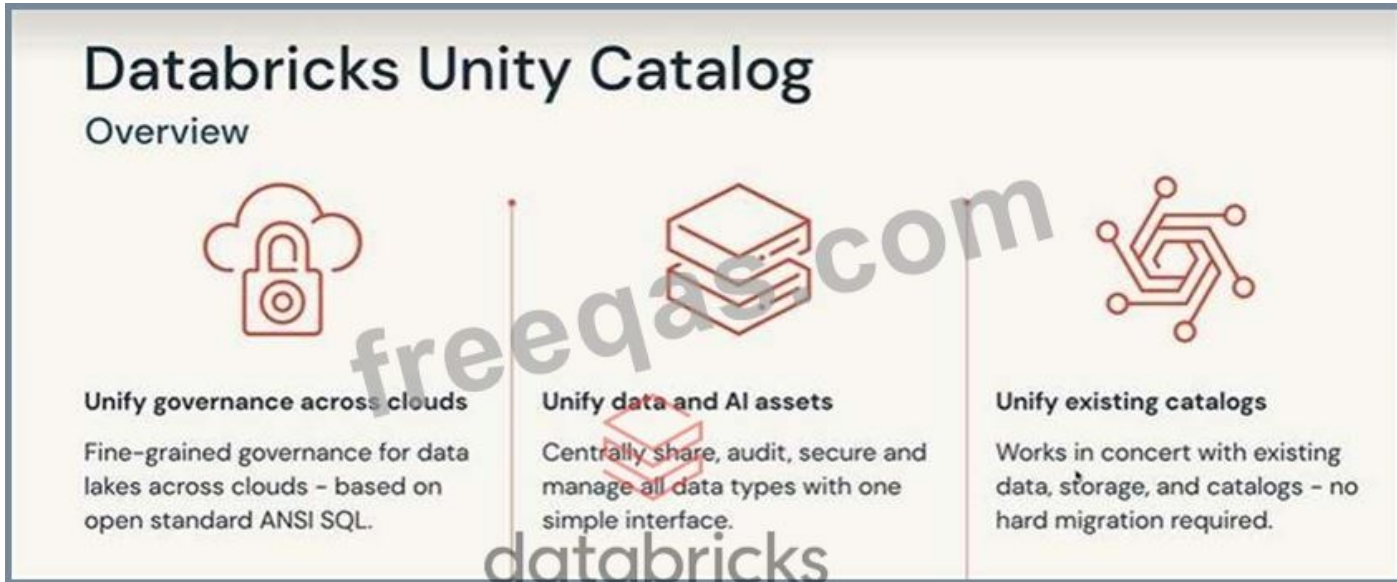 Databricks Unity Catalog
Overview
freeqas.com
Unify governance across clouds
Fine-grained governance for data
lakes across clouds – based on
open standard ANSI SQL.
Unify data and AI assets
Centrally share, audit, secure and
manage all data types with one
simple interface.
Unify existing catalogs
Works in concert with existing
data, storage, and catalogs – no
hard migration required.
databricks